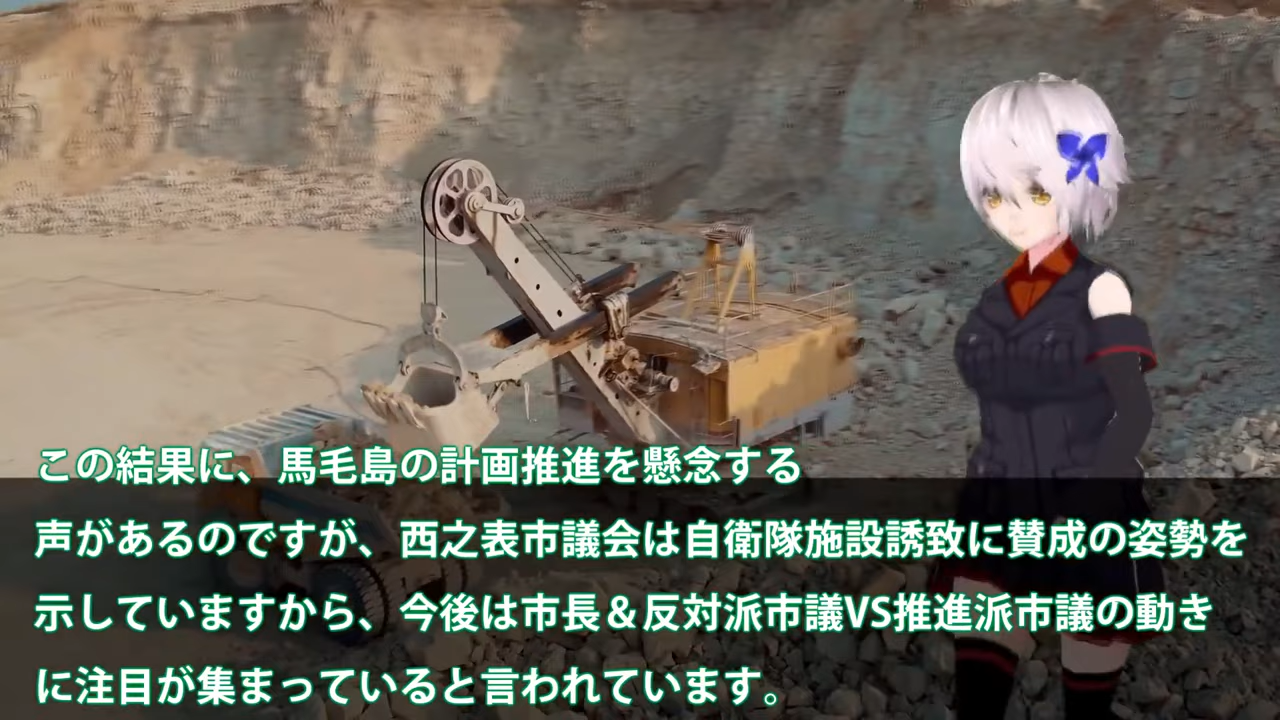 この結果に、馬毛島の計画推進を懸念する
声があるのですが、西之表市議会は自衛隊施設誘致に賛成の姿勢を
示していますから、今後は市長＆反対派市議VS推進派市議の動き
に注目が集まっていると言われています。